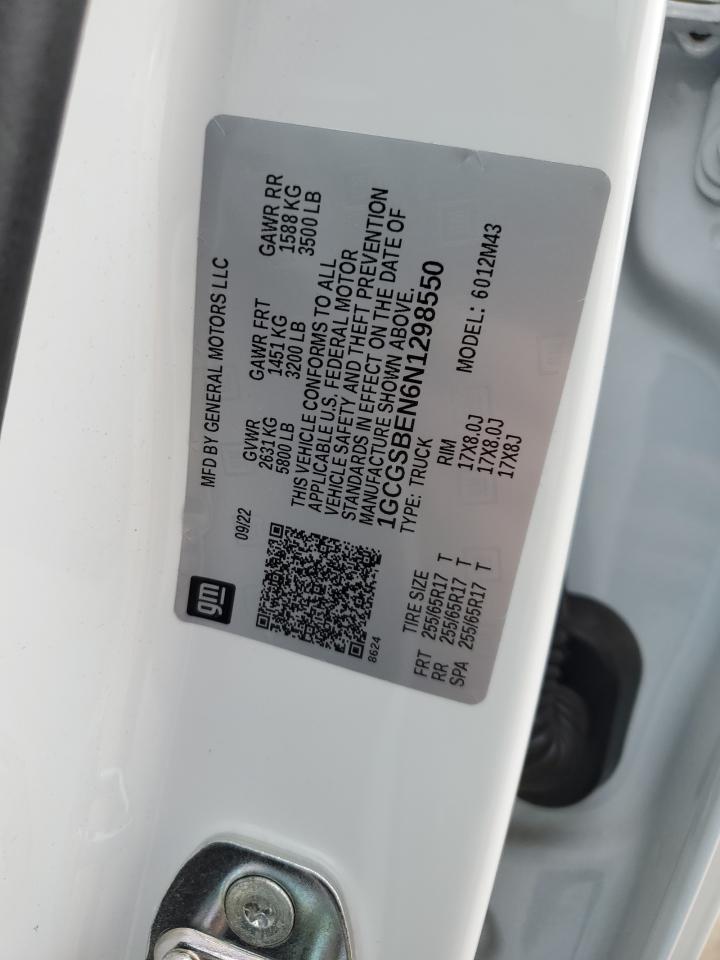 gm
MFD BY GENERAL MOTORS LLC
09/22
GVWR GAWR FRT GAWR RR
2631 KG 1451 KG 1588 KG
5800 LB 3200 LB 3500 LB
THIS VEHICLE CONFORMS TO ALL
APPLICABLE U.S. FEDERAL MOTOR
VEHICLE SAFETY AND THEFT PREVENTION
STANDARDS IN EFFECT ON THE DATE OF
MANUFACTURE SHOWN ABOVE.
1GCGSBEN6N1298550
8624
TYPE: TRUCK MODEL: 6012M43
TIRE SIZE RIM
FRT 255/65R17 T 17X8.0J
RR 255/65R17 T 17X8.0J
SPA 255/65R17 T 17X8J